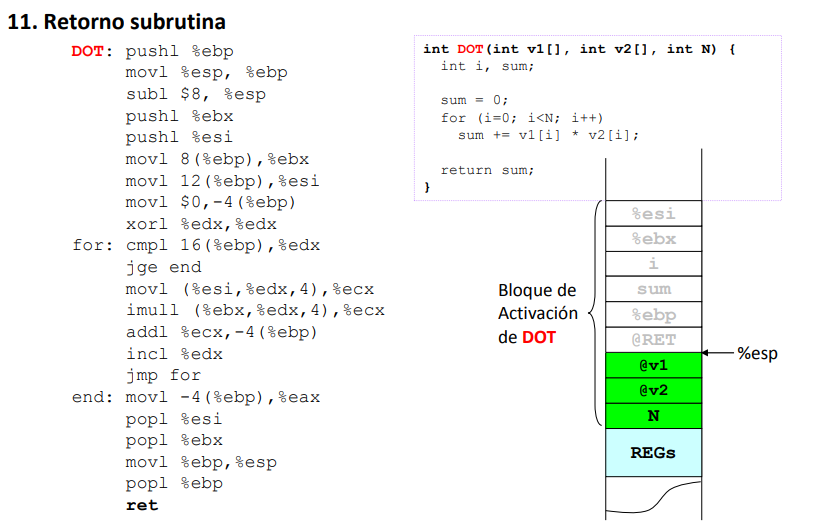 11. Retorno subrutina
DOT: pushl %ebp
movl %esp, %ebp
subl $8, %esp
pushl %ebx
pushl %esi
movl 8(%ebp),%ebx
movl 12(%ebp),%esi
movl $0,-4(%ebp)
xorl %edx,%edx
for: cmpl 16(%ebp),%edx
jge end
movl (%esi,%edx,4),%ecx
imull (%ebx,%edx,4),%ecx
addl %ecx,-4(%ebp)
incl %edx
jmp for
end: movl -4(%ebp),%eax
popl %esi
popl %ebx
movl %ebp,%esp
popl %ebp
ret
int DOT(int v1[], int v2[], int N) {
int i, sum;
sum = 0;
for (i=0; i<N; i++)
sum += v1[i] * v2[i];
return sum;
}
Bloque de
Activación
de DOT
%esi
%ebx
i
sum
%ebp
@RET
@v1
@v2
N
REGs
%esp